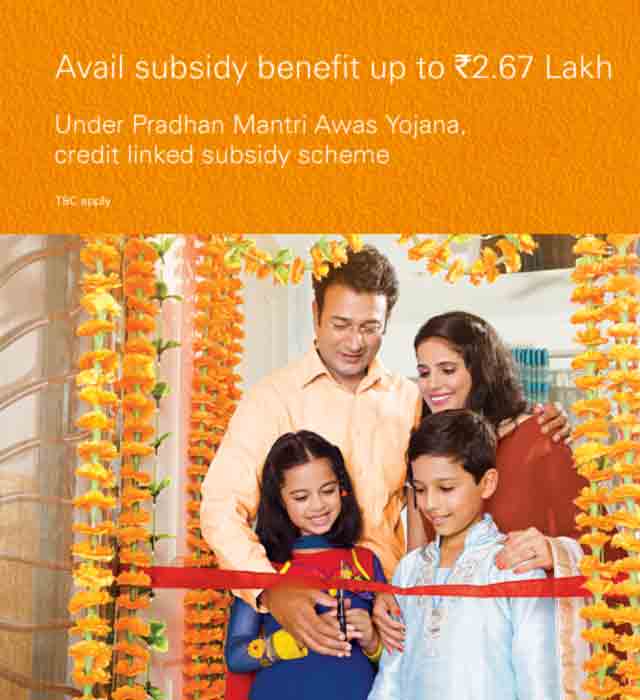 Avail subsidy benefit up to ₹2.67 Lakh
Under Pradhan Mantri Awas Yojana,
credit linked subsidy scheme
T&C apply